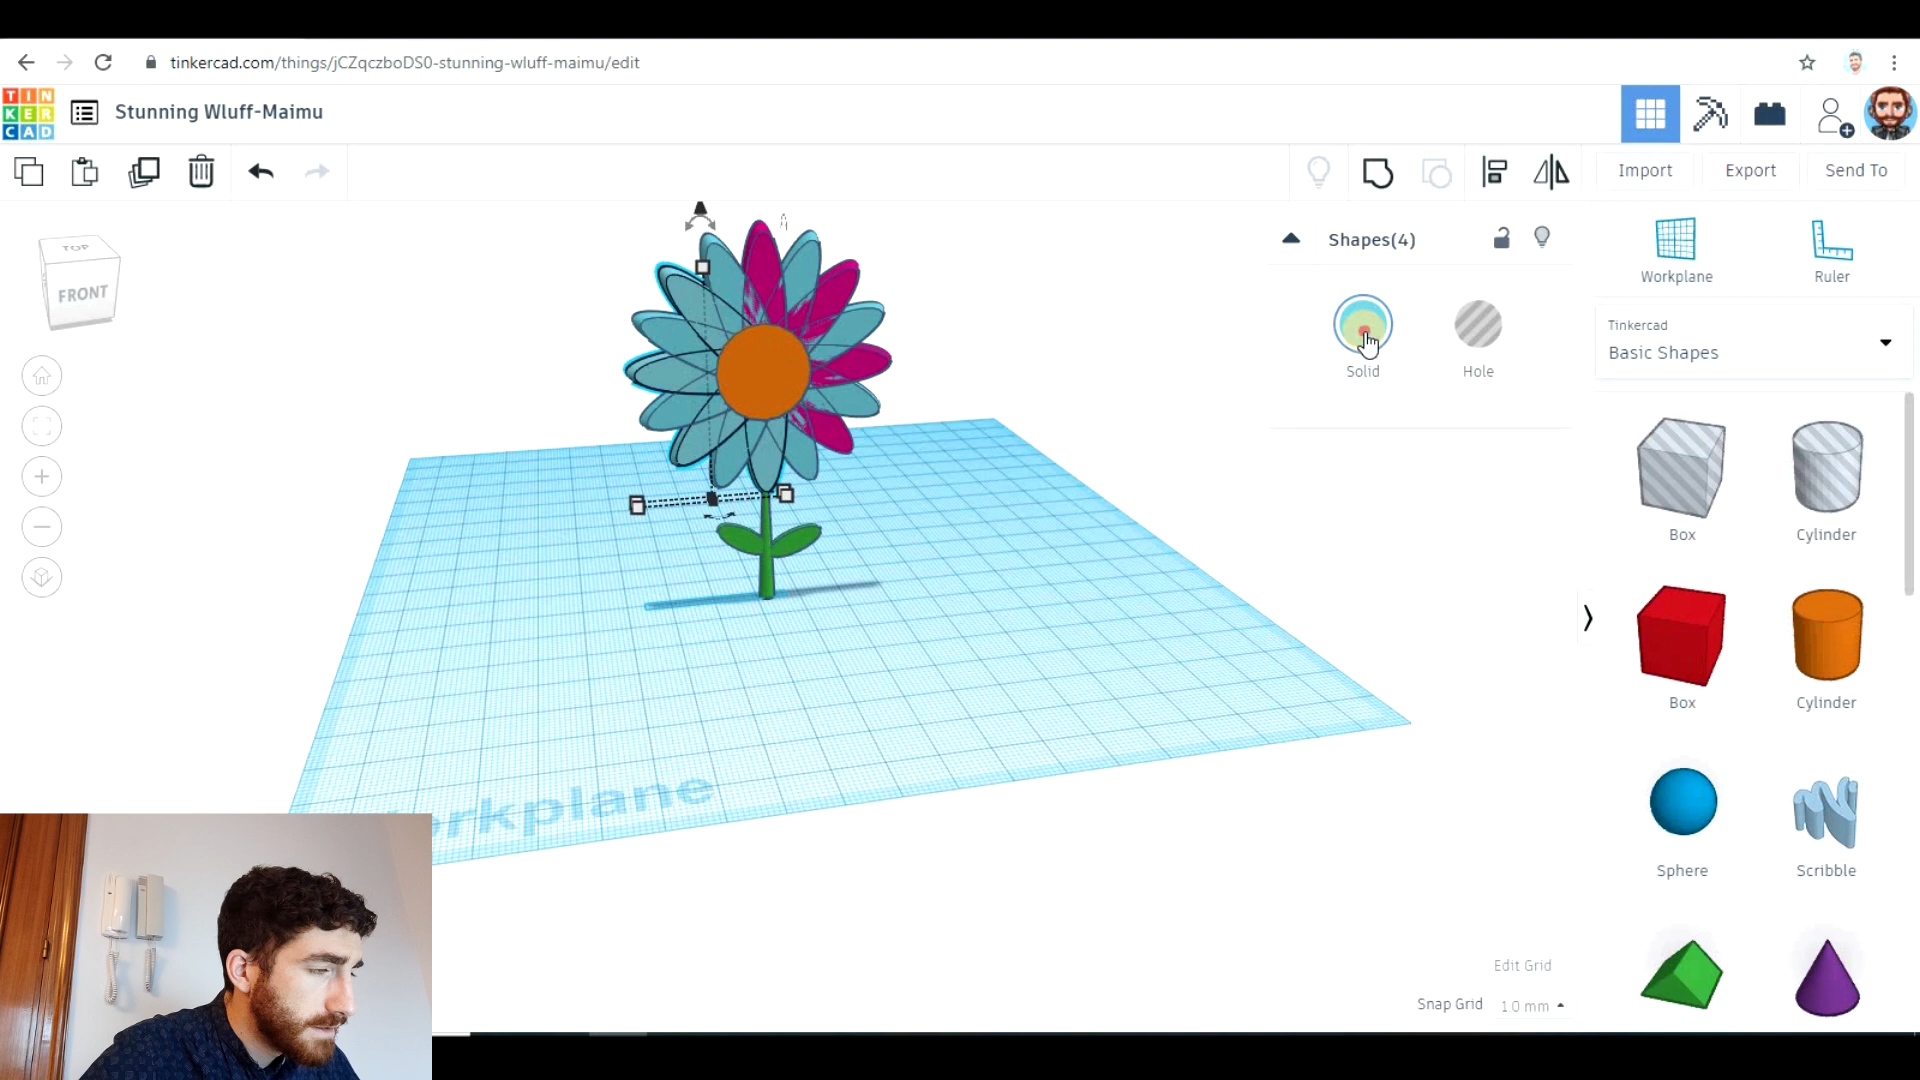 tinkercad.com/things/jCZqczboDS0-stunning-wluff-maimu/edit
TIN
KER
CAD
Stunning Wluff-Maimu
Import
Export
Send To
TOP
FRONT
Shapes(4)
Solid
Hole
Workplane
Ruler
Tinkercad
Basic Shapes
Box
Cylinder
Box
Cylinder
Sphere
Scribble
orkplane
Edit Grid
Snap Grid
1.0 mm